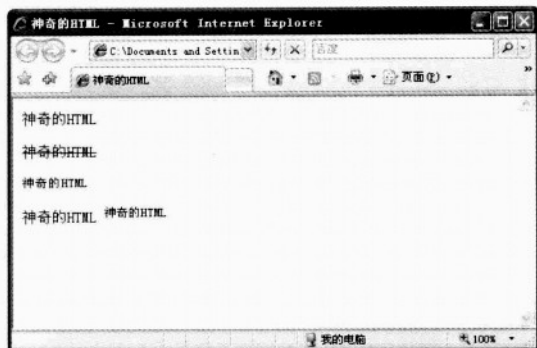 神奇的HTML - Microsoft Internet Explorer
C:\Documents and Settin
百度
神奇的HTML
页面(P)
神奇的HTML
神奇的HTML
神奇的HTML
神奇的HTML 神奇的HTML
我的电脑
100%